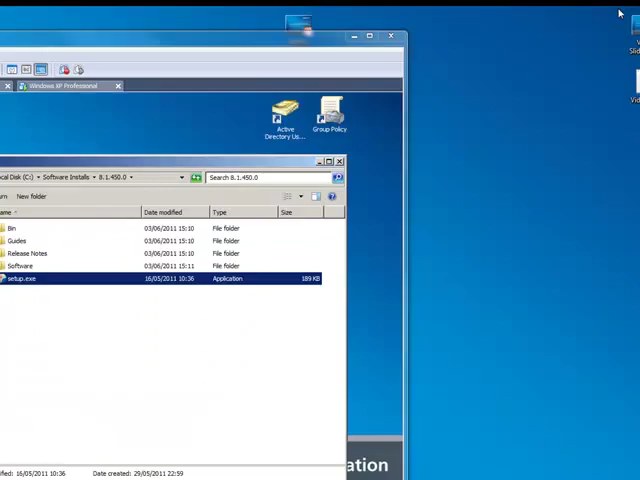 Windows XP Professional
Active
Directory Us...
Group Policy
Slid
Vid
cal Disk (C:)
Software Installs
8.1.450.0
Search 8.1.450.0
New folder
ame
Date modified
Type
Size
Bin
03/06/2011 15:10
File folder
Guides
03/06/2011 15:10
File folder
Release Notes
03/06/2011 15:10
File folder
Software
03/06/2011 15:11
File folder
setup.exe
16/05/2011 10:36
Application
189 KB
ation
ified: 16/05/2011 10:36
Date created: 29/05/2011 22:59